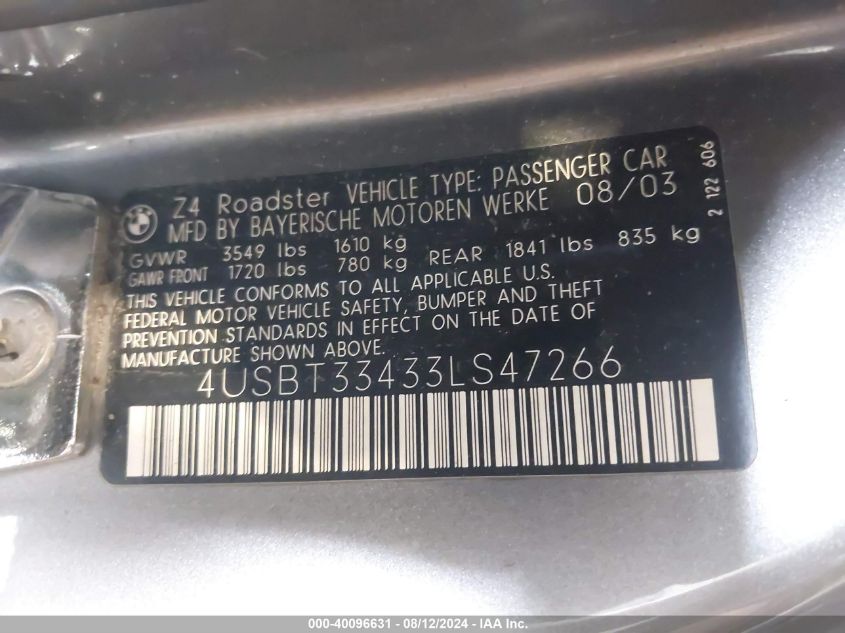 BMW
Z4 Roadster VEHICLE TYPE: PASSENGER CAR
MFD BY BAYERISCHE MOTOREN WERKE 08/03
GVWR 3549 lbs 1610 kg
GAWR FRONT 1720 lbs 780 kg REAR 1841 lbs 835 kg
THIS VEHICLE CONFORMS TO ALL APPLICABLE U.S.
FEDERAL MOTOR VEHICLE SAFETY, BUMPER AND THEFT
PREVENTION STANDARDS IN EFFECT ON THE DATE OF
MANUFACTURE SHOWN ABOVE.
4USBT33433LS47266
2 122 606
000-40096631 - 08/12/2024 - IAA Inc.